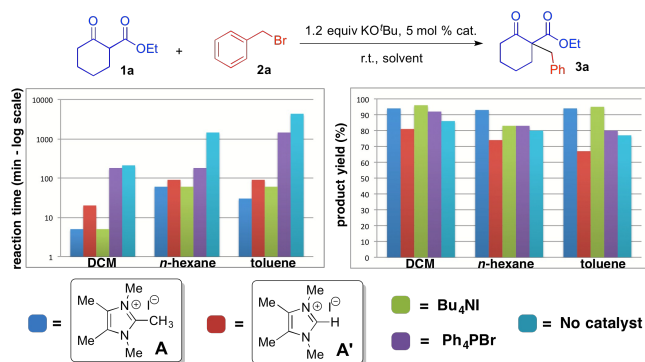 O O
OEt
1a
+
Br
2a
1.2 equiv KOᵗBu, 5 mol % cat.
r.t., solvent
O O
OEt
Ph
3a
reaction time (min - log scale)
10000
1000
100
10
1
DCM n-hexane toluene
product yield (%)
100
90
80
70
60
50
40
30
20
10
0
DCM n-hexane toluene
=
Me
Me N + I⁻
CH₃
Me N
Me A
=
Me
Me N + I⁻
H
Me N
Me A'
= Bu₄NI
= Ph₄PBr
= No catalyst